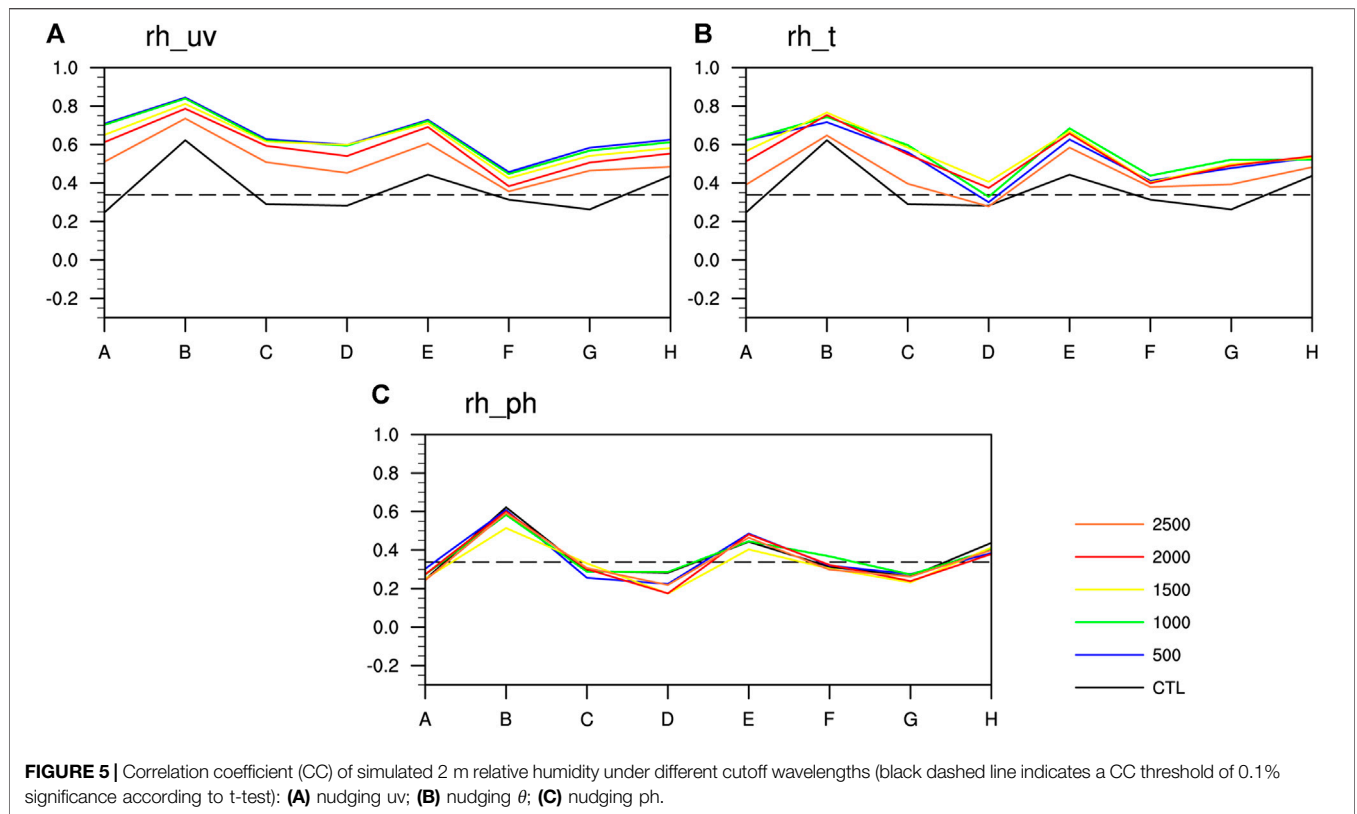 A rh_uv
1.0
0.8
0.6
0.4
0.2
0.0
-0.2
A B C D E F G H
B rh_t
1.0
0.8
0.6
0.4
0.2
0.0
-0.2
A B C D E F G H
C rh_ph
1.0
0.8
0.6
0.4
0.2
0.0
-0.2
A B C D E F G H
2500
2000
1500
1000
500
CTL
FIGURE 5 | Correlation coefficient (CC) of simulated 2 m relative humidity under different cutoff wavelengths (black dashed line indicates a CC threshold of 0.1%
significance according to t-test): (A) nudging uv; (B) nudging θ; (C) nudging ph.